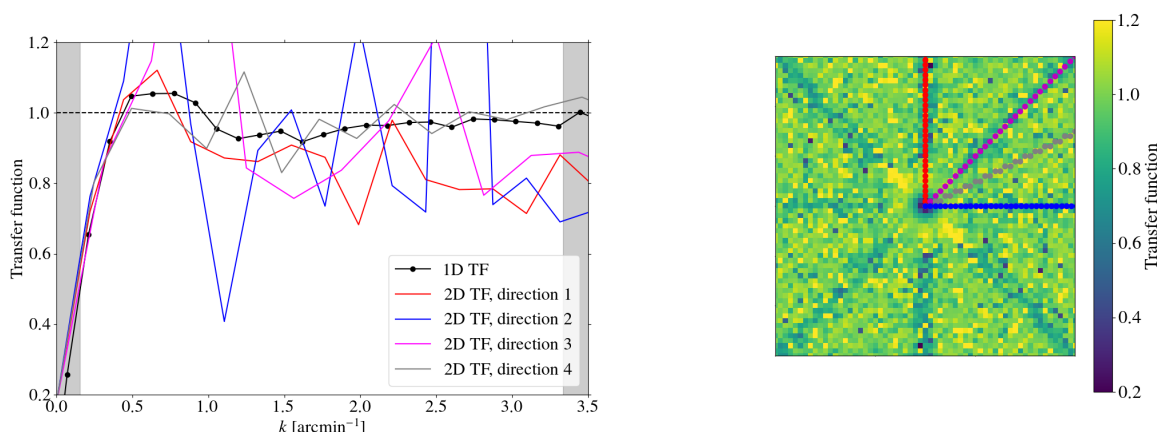 1.2
1.0
0.8
0.6
0.4
0.2
Transfer function
0.0
0.5
1.0
1.5
2.0
2.5
3.0
3.5
k [arcmin⁻¹]
1D TF
2D TF, direction 1
2D TF, direction 2
2D TF, direction 3
2D TF, direction 4
1.2
1.0
0.8
0.6
0.4
0.2
Transfer function